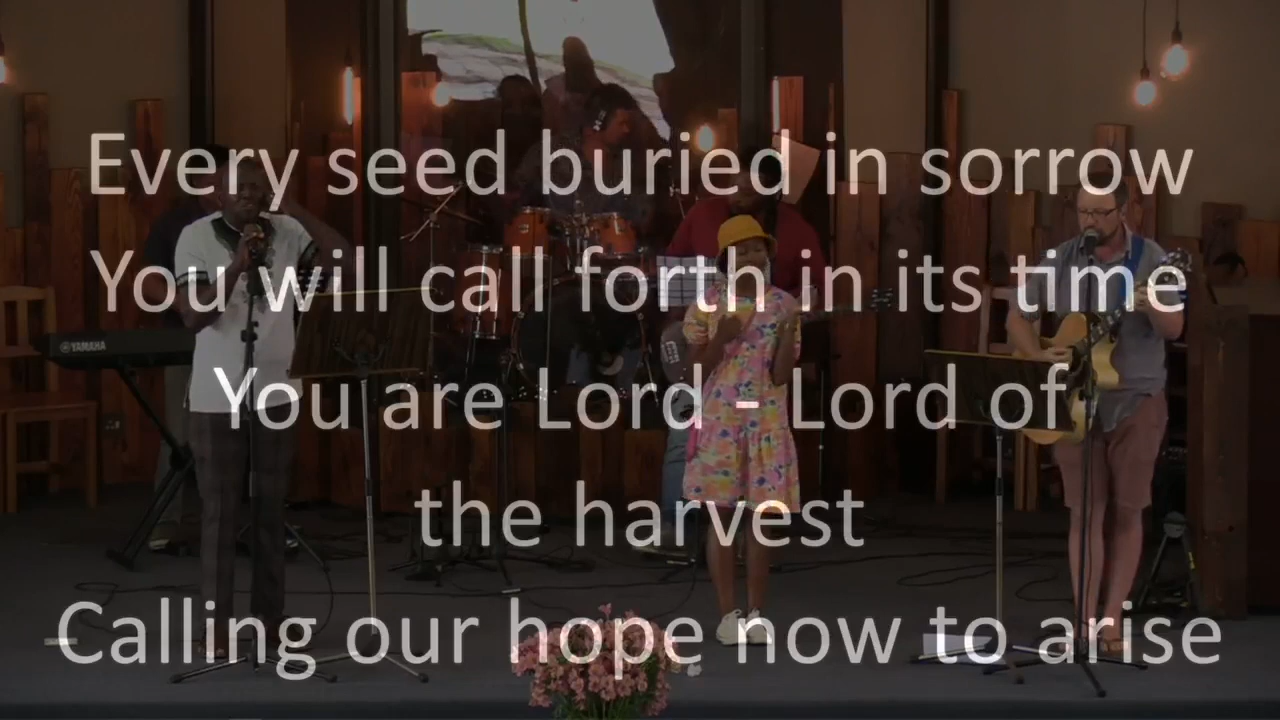 Every seed buried in sorrow
You will call forth in its time
You are Lord - Lord of
the harvest
Calling our hope now to arise
YAMAHA